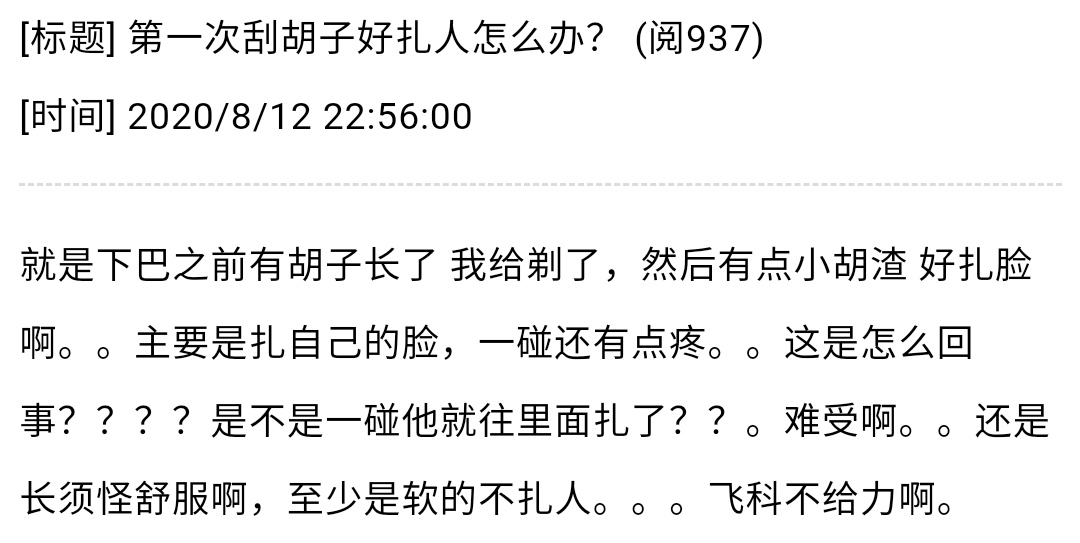 [标题] 第一次刮胡子好扎人怎么办？ (阅937)
[时间] 2020/8/12 22:56:00
就是下巴之前有胡子长了 我给剃了，然后有点小胡渣 好扎脸
啊。。主要是扎自己的脸，一碰还有点疼。。这是怎么回
事？？？？是不是一碰他就往里面扎了？？。难受啊。。还是
长须怪舒服啊，至少是软的不扎人。。。飞科不给力啊。